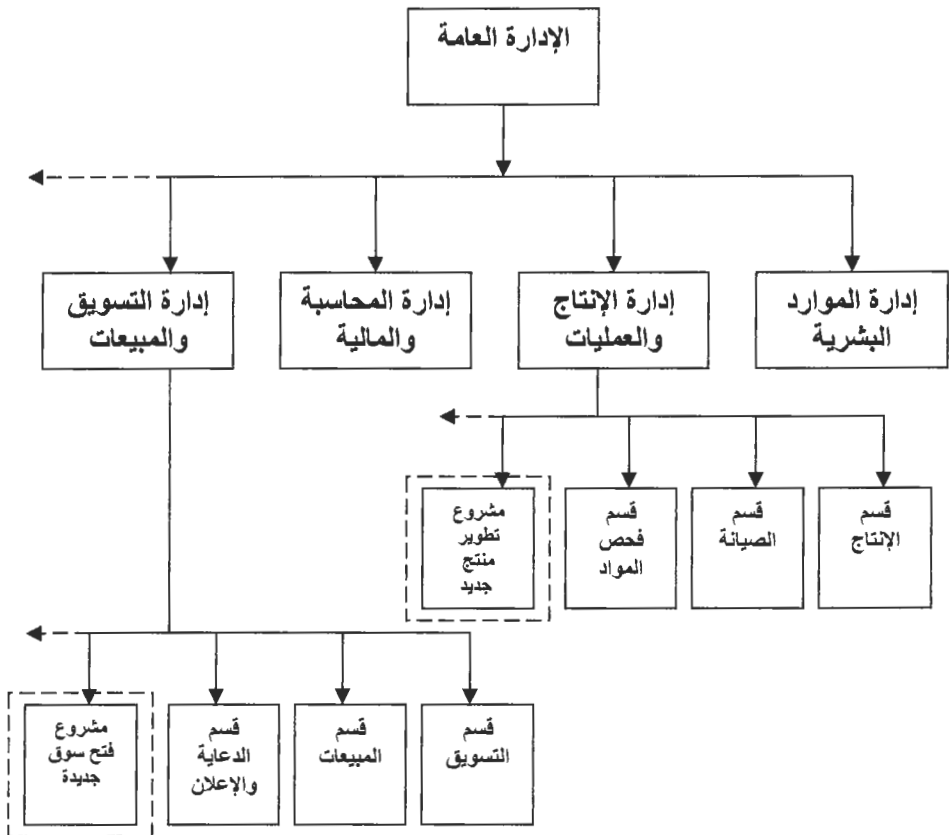 الإدارة العامة
إدارة الموارد
البشرية
إدارة الإنتاج
والعمليات
إدارة المحاسبة
والمالية
إدارة التسويق
والمبيعات
قسم
الإنتاج
قسم
الصيانة
قسم
فحص
المواد
مشروع
تطوير
منتج
جديد
قسم
التسويق
قسم
المبيعات
قسم
الدعاية
والإعلان
مشروع
فتح سوق
جديدة